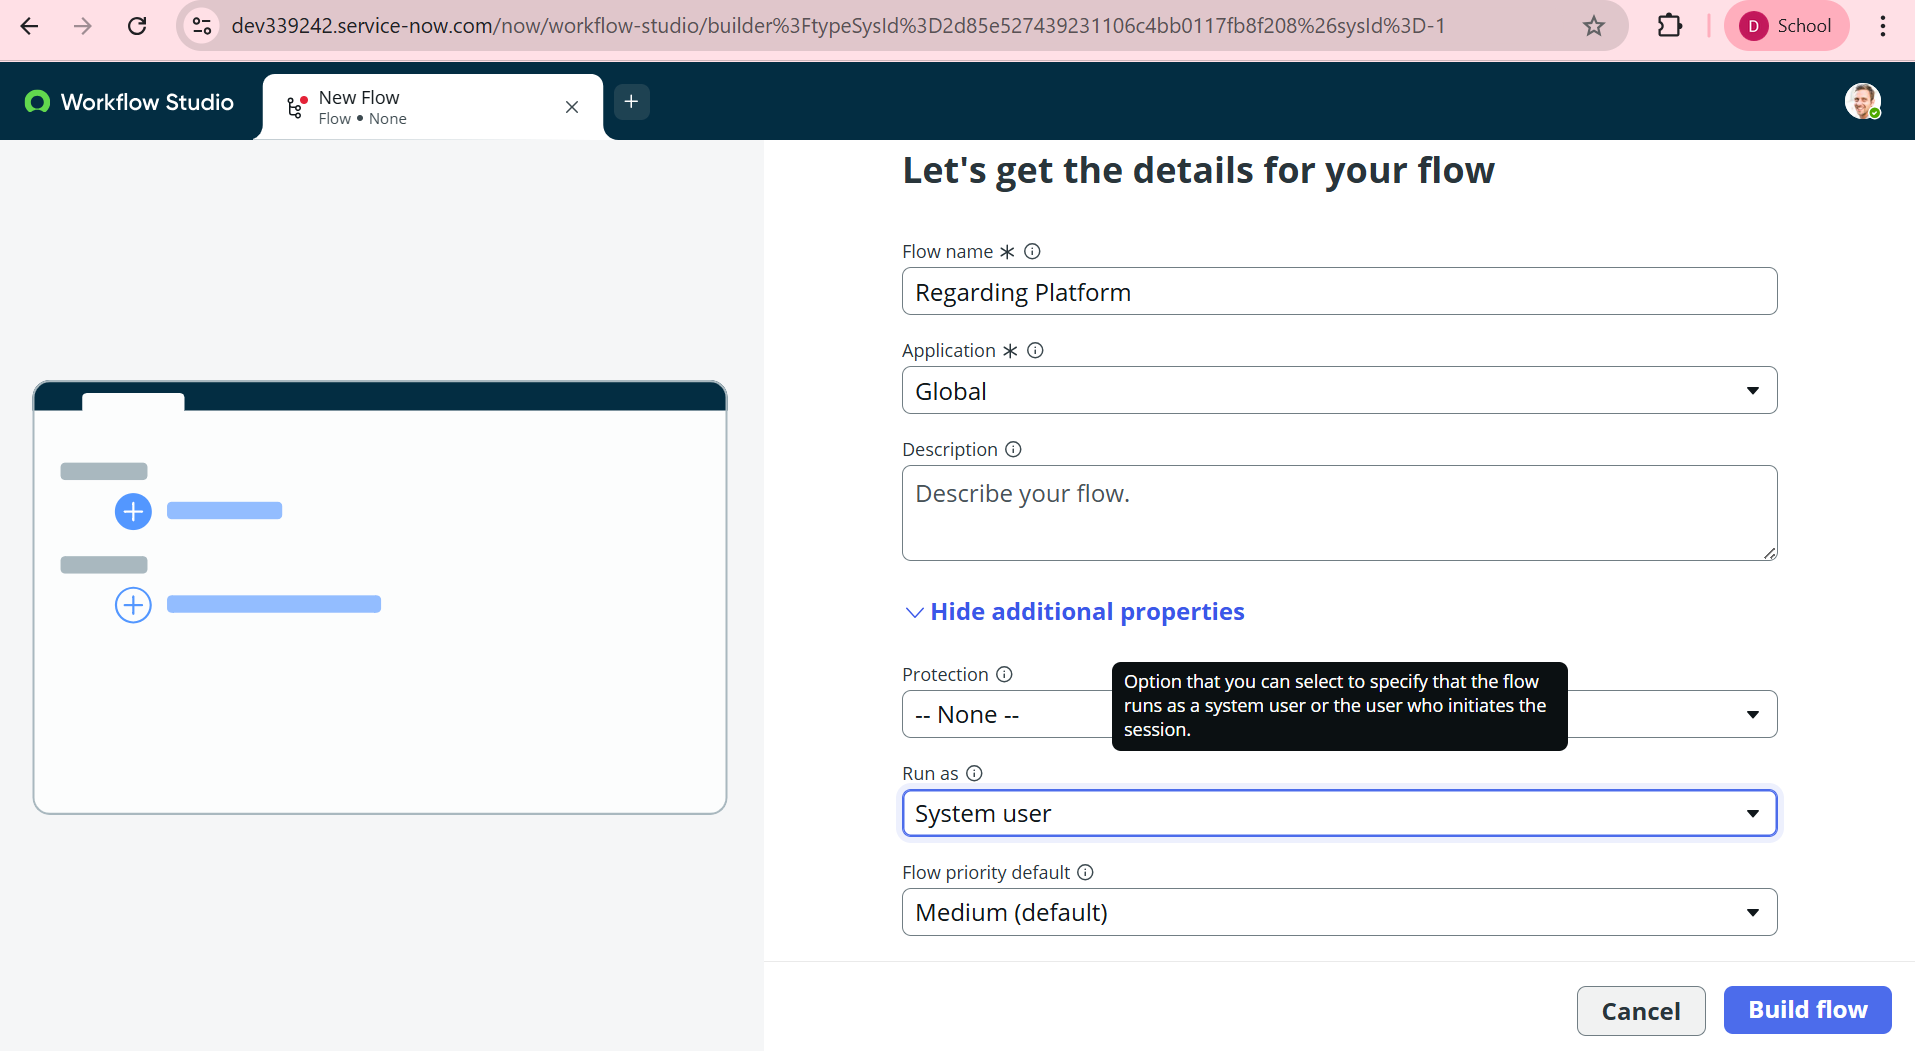 dev339242.service-now.com/now/workflow-studio/builder%3FtypeSysId%3D2d85e527439231106c4bb0117fb8f208%26sysId%3D-1
D School
Workflow Studio
New Flow
Flow • None
Let's get the details for your flow
Flow name *
Regarding Platform
Application *
Global
Description
Describe your flow.
Hide additional properties
Protection
-- None --
Option that you can select to specify that the flow
runs as a system user or the user who initiates the
session.
Run as
System user
Flow priority default
Medium (default)
Cancel
Build flow